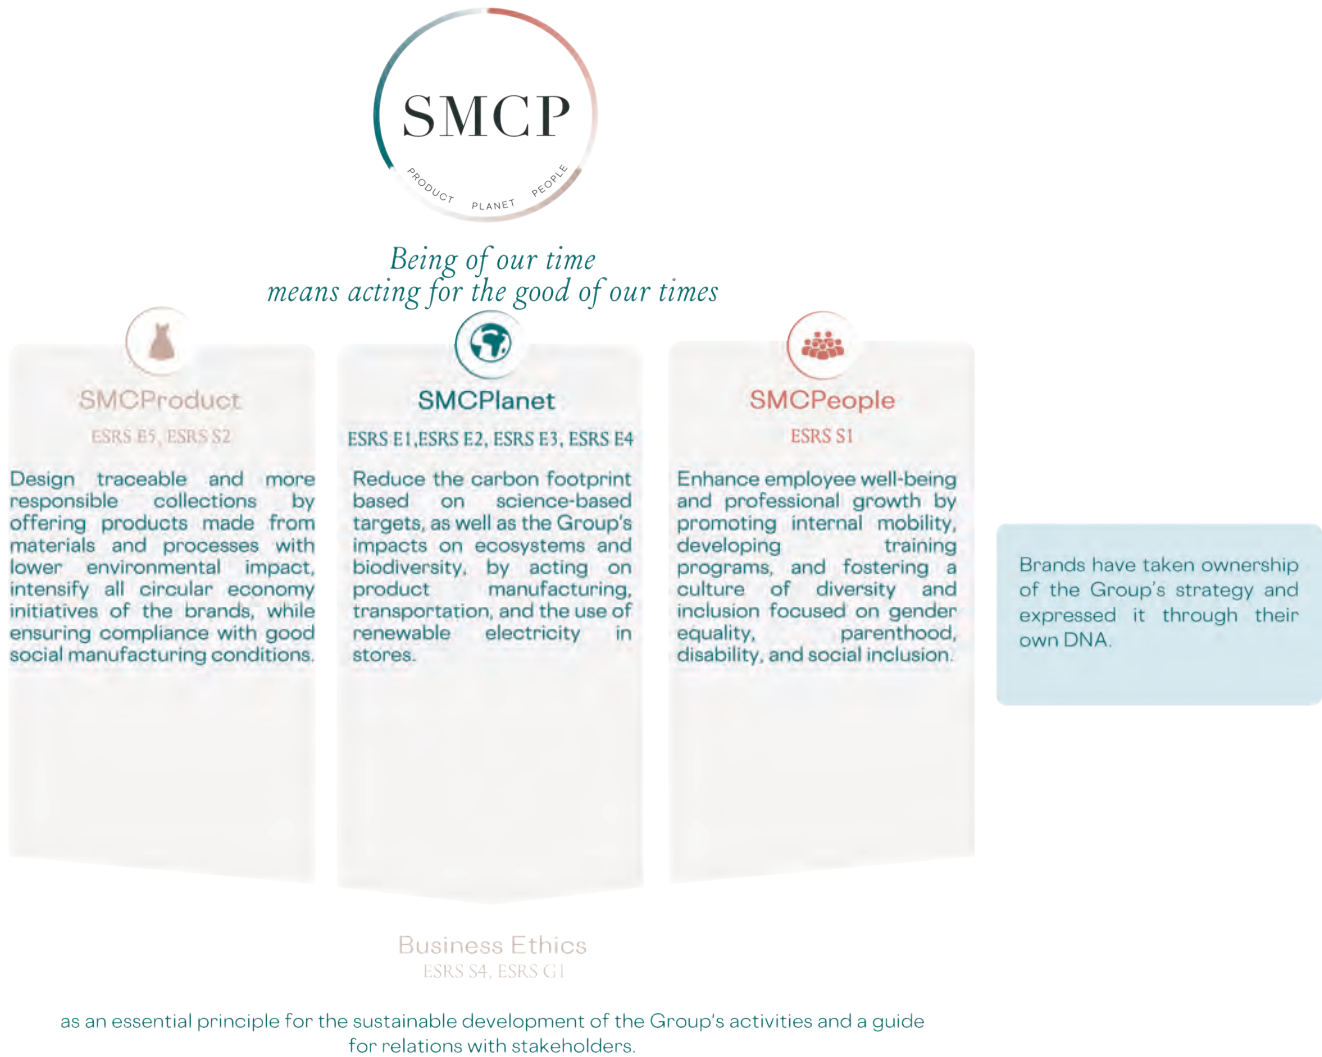 SMCP
PRODUCT PLANET PEOPLE
Being of our time
means acting for the good of our times
SMCProduct
ESRS E5, ESRS S2
Design traceable and more
responsible collections by
offering products made from
materials and processes with
lower environmental impact,
intensify all circular economy
initiatives of the brands, while
ensuring compliance with good
social manufacturing conditions.
SMCPlanet
ESRS E1,ESRS E2, ESRS E3, ESRS E4
Reduce the carbon footprint
based on science-based
targets, as well as the Group's
impacts on ecosystems and
biodiversity, by acting on
product manufacturing,
transportation, and the use of
renewable electricity in
stores.
SMCPeople
ESRS S1
Enhance employee well-being
and professional growth by
promoting internal mobility,
developing training
programs, and fostering a
culture of diversity and
inclusion focused on gender
equality, parenthood,
disability, and social inclusion.
Brands have taken ownership
of the Group's strategy and
expressed it through their
own DNA.
Business Ethics
ESRS S4, ESRS G1
as an essential principle for the sustainable development of the Group's activities and a guide
for relations with stakeholders.